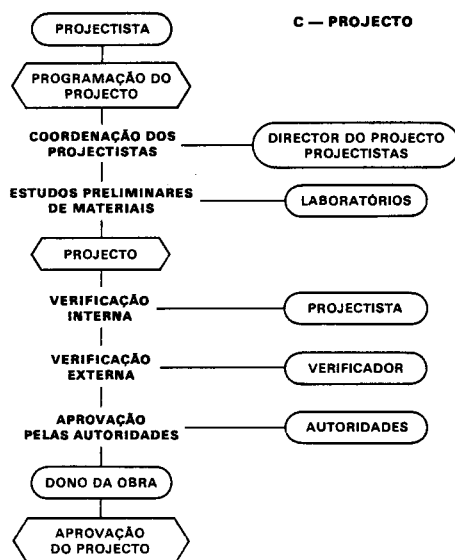 C — PROJECTO
PROJECTISTA
PROGRAMAÇÃO DO
PROJECTO
COORDENAÇÃO DOS
PROJECTISTAS
DIRECTOR DO PROJECTO
PROJECTISTAS
ESTUDOS PRELIMINARES
DE MATERIAIS
LABORATÓRIOS
PROJECTO
VERIFICAÇÃO
INTERNA
PROJECTISTA
VERIFICAÇÃO
EXTERNA
VERIFICADOR
APROVAÇÃO
PELAS AUTORIDADES
AUTORIDADES
DONO DA OBRA
APROVAÇÃO
DO PROJECTO